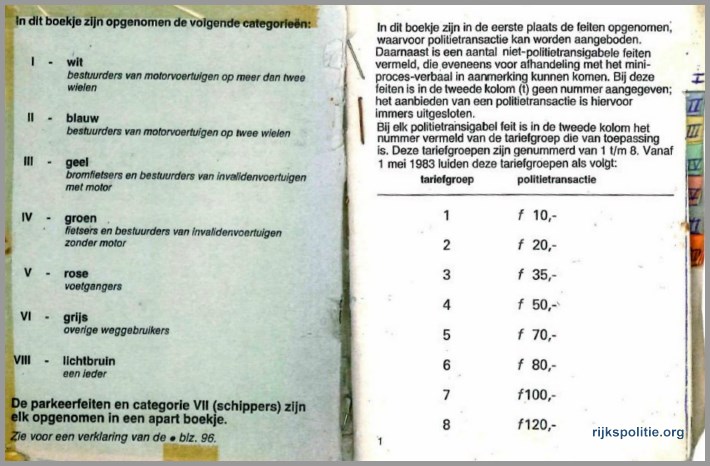 In dit boekje zijn opgenomen de volgende categorieën:
I - wit
bestuurders van motorvoertuigen op meer dan twee
wielen
II - blauw
bestuurders van motorvoertuigen op twee wielen
III - geel
bromfietsers en bestuurders van invalidenvoertuigen
met motor
IV - groen
fietsers en bestuurders van invalidenvoertuigen
zonder motor
V - rose
voetgangers
VI - grijs
overige weggebruikers
VIII - lichtbruin
een ieder
De parkeerfeiten en categorie VII (schippers) zijn
elk opgenomen in een apart boekje.
Zie voor een verklaring van de ● blz. 96.
In dit boekje zijn in de eerste plaats de feiten opgenomen,
waarvoor politietransactie kan worden aangeboden.
Daarnaast is een aantal niet-politietransigabele feiten
vermeld, die eveneens voor afhandeling met het mini-
proces-verbaal in aanmerking kunnen komen. Bij deze
feiten is in de tweede kolom (t) geen nummer aangegeven;
het aanbieden van een politietransactie is hiervoor
immers uitgesloten.
Bij elk politietransigabel feit is in de tweede kolom het
nummer vermeld van de tariefgroep die van toepassing
is. Deze tariefgroepen zijn genummerd van 1 t/m 8. Vanaf
1 mei 1983 luiden deze tariefgroepen als volgt:
tariefgroep politietransactie
1 f 10,-
2 f 20,-
3 f 35,-
4 f 50,-
5 f 70,-
6 f 80,-
7 f100,-
8 f120,-
1
rijkspolitie.org
I
II